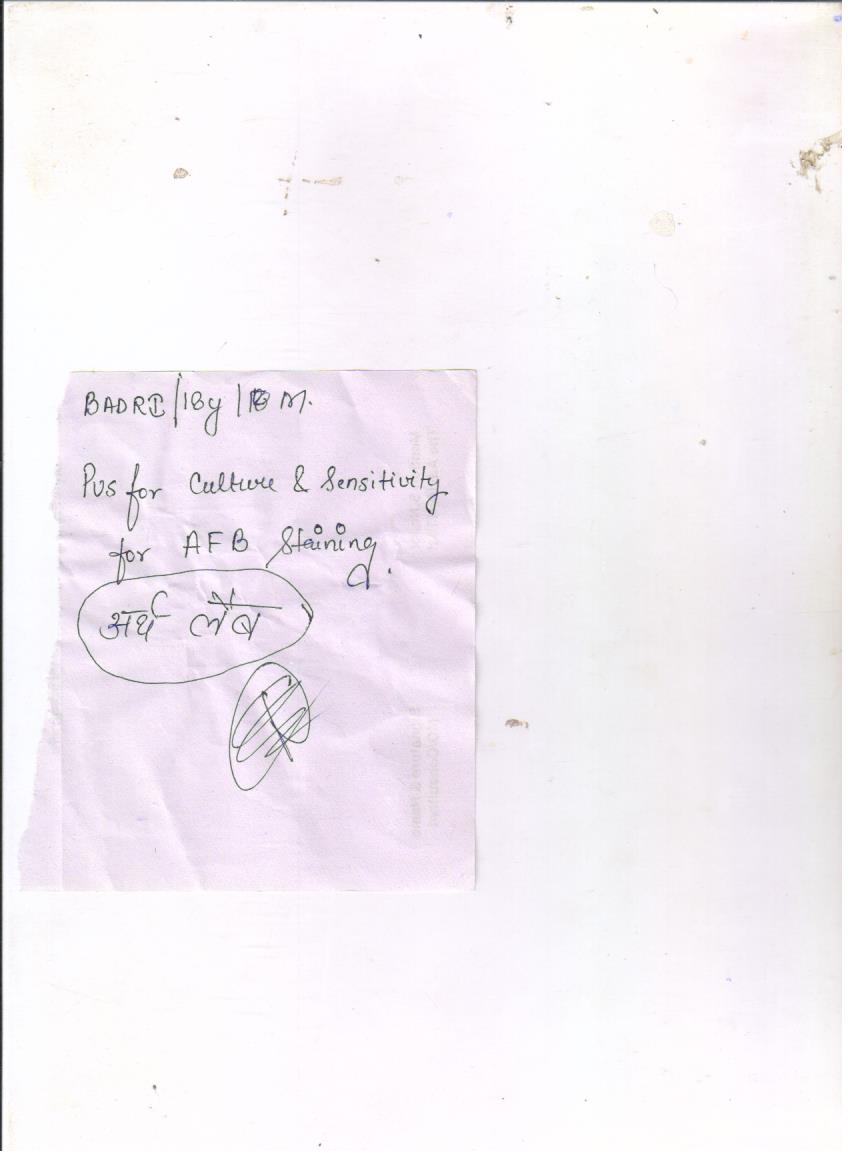 BADRI / 18y / M.
Pus for Culture & Sensitivity
for AFB Staining
अर्थ लैब